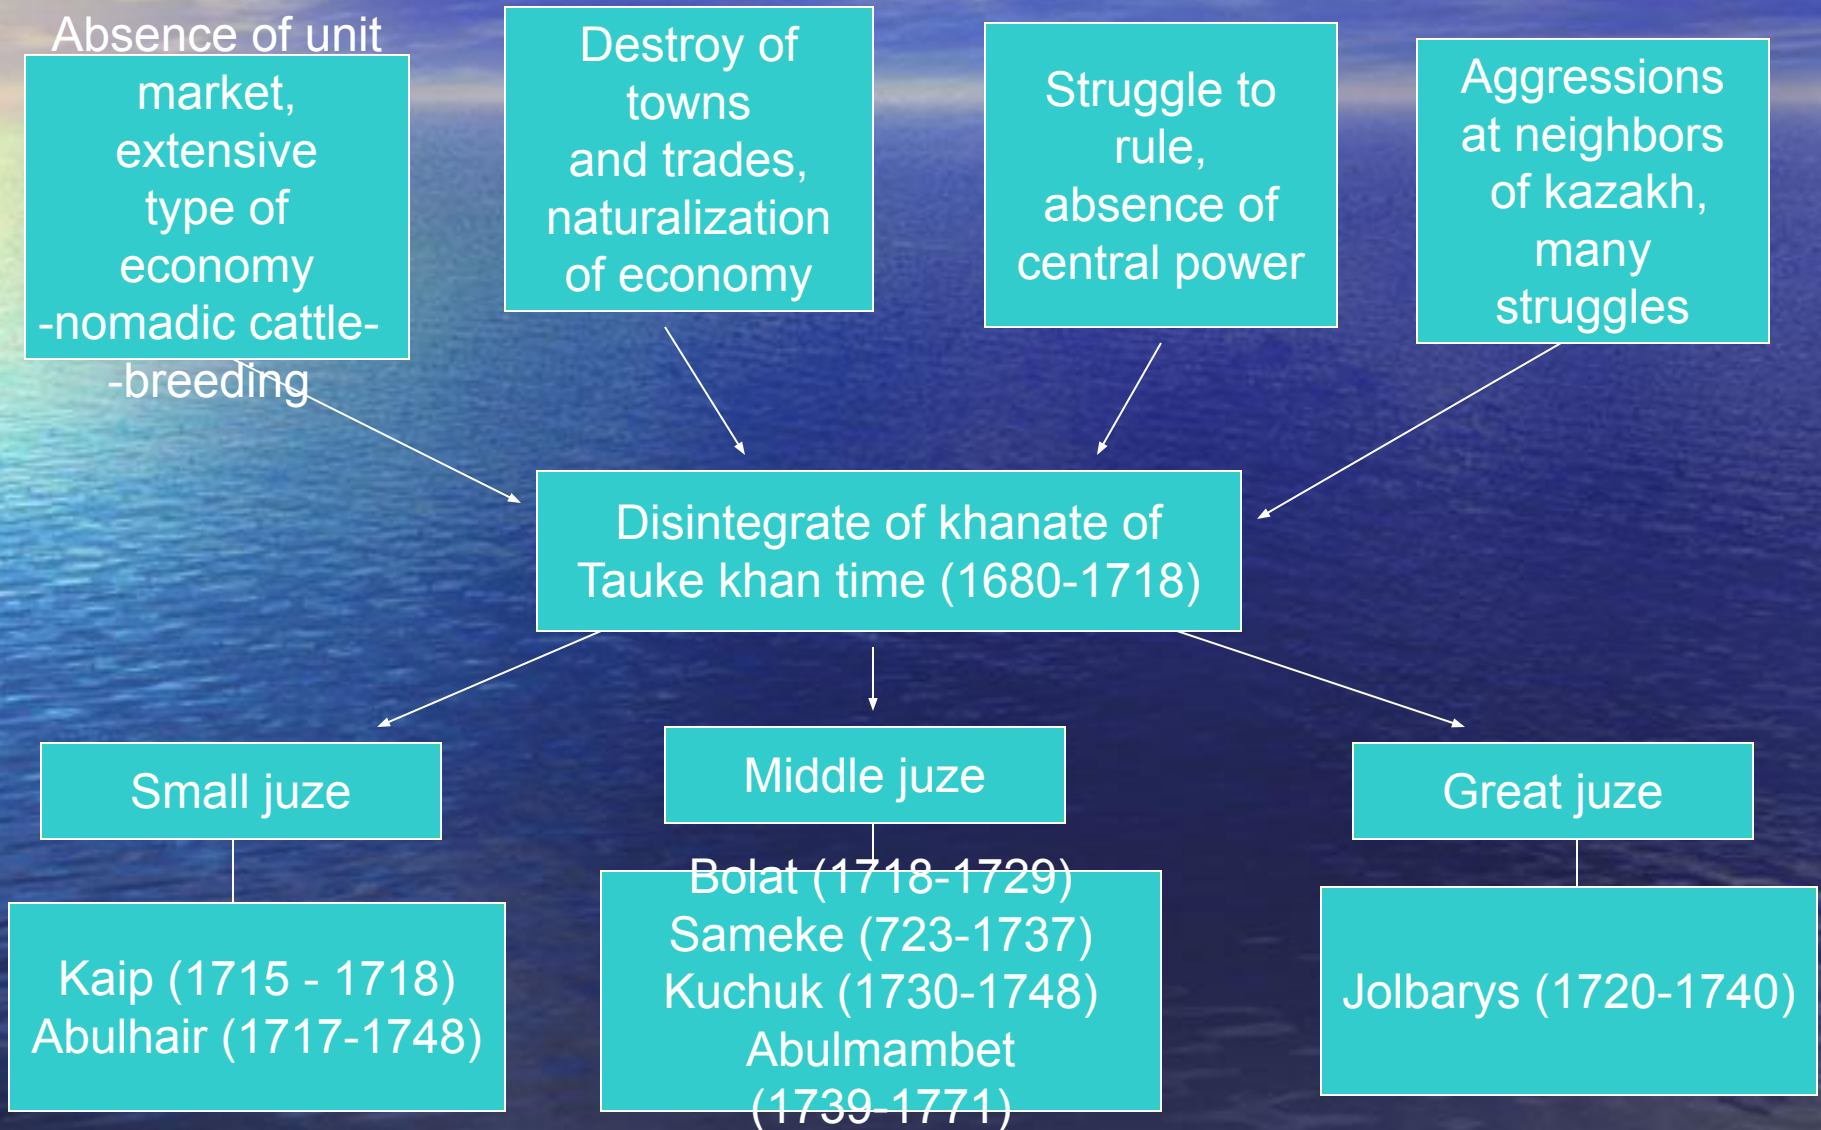 Absence of unit
market,
extensive
type of
economy
-nomadic cattle-
-breeding
Destroy of
towns
and trades,
naturalization
of economy
Struggle to
rule,
absence of
central power
Aggressions
at neighbors
of kazakh,
many
struggles
Disintegrate of khanate of
Tauke khan time (1680-1718)
Small juze
Middle juze
Great juze
Kaip (1715 - 1718)
Abulhair (1717-1748)
Bolat (1718-1729)
Sameke (723-1737)
Kuchuk (1730-1748)
Abulmambet
(1739-1771)
Jolbarys (1720-1740)